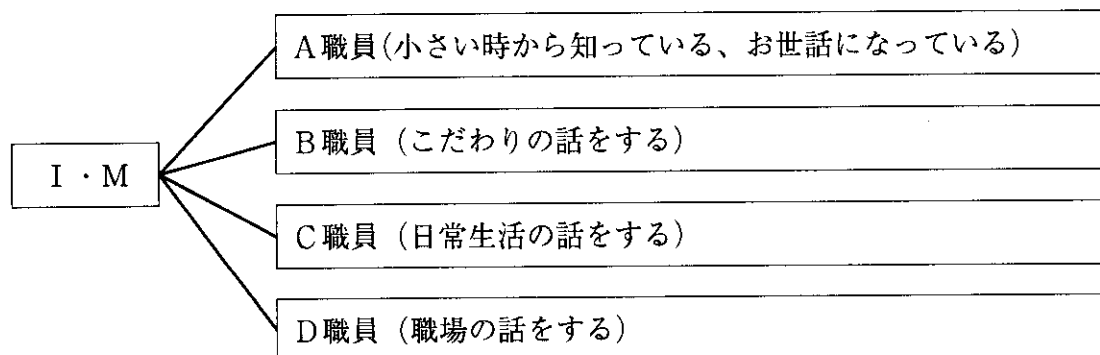 A職員(小さい時から知っている、お世話になっている)
B職員(こだわりの話をする)
I・M
C職員(日常生活の話をする)
D職員(職場の話をする)